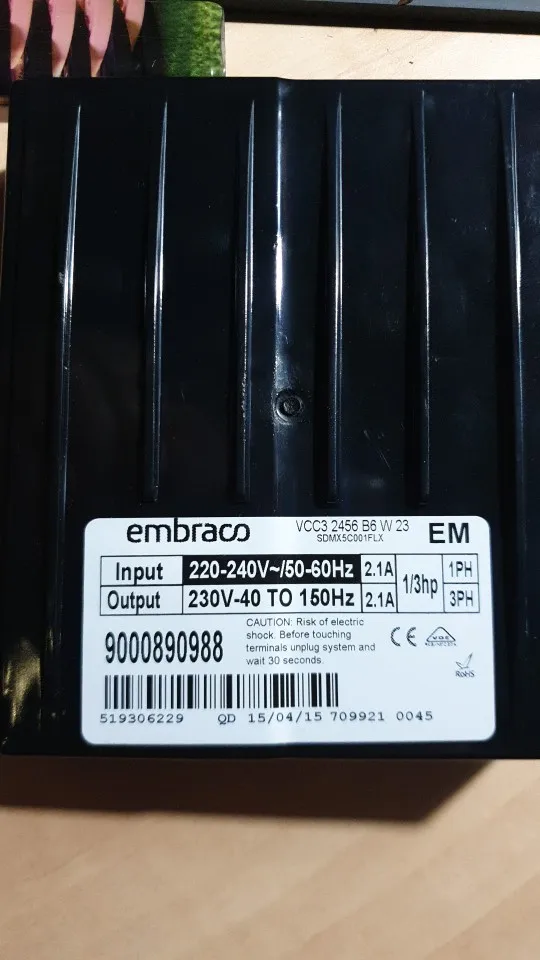 embraco
VCC3 2456 B6 W 23
SDMX5C001FLX
EM
Input 220-240V~/50-60Hz 2.1A 1/3hp 1PH
Output 230V-40 TO 150Hz 2.1A 3PH
9000890988
CAUTION: Risk of electric
shock. Before touching
terminals unplug system and
wait 30 seconds.
CE
VDE
RoHS
519306229 QD 15/04/15 709921 0045